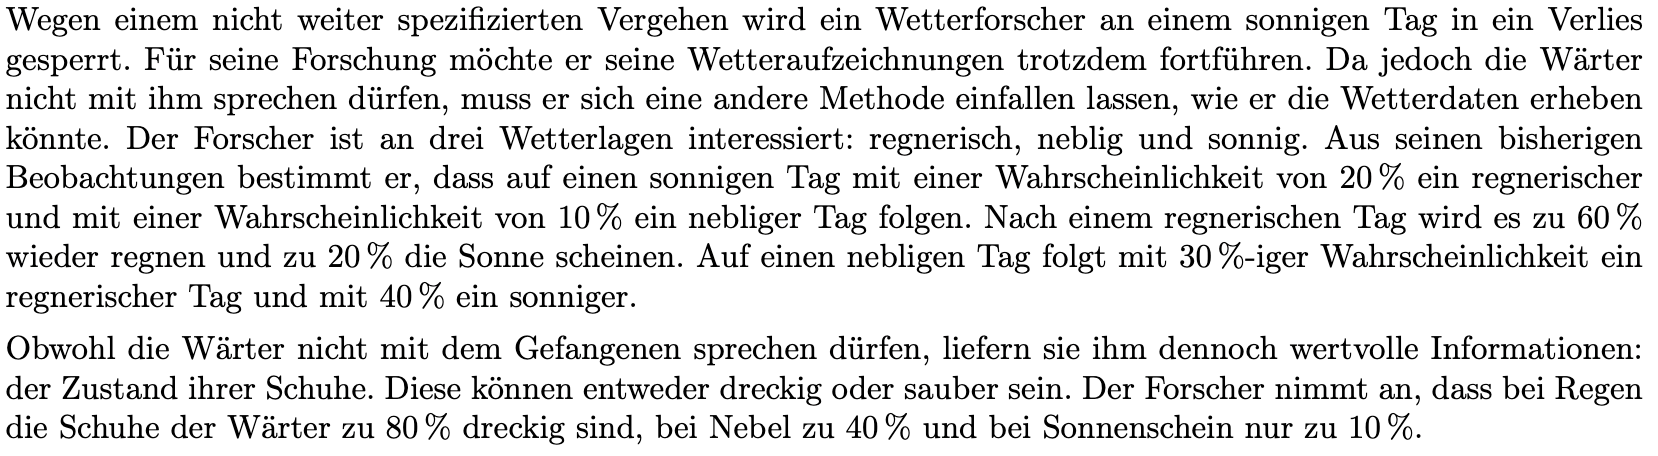 Wegen einem nicht weiter spezifizierten Vergehen wird ein Wetterforscher an einem sonnigen Tag in ein Verlies
gesperrt. Für seine Forschung möchte er seine Wetteraufzeichnungen trotzdem fortführen. Da jedoch die Wärter
nicht mit ihm sprechen dürfen, muss er sich eine andere Methode einfallen lassen, wie er die Wetterdaten erheben
könnte. Der Forscher ist an drei Wetterlagen interessiert: regnerisch, neblig und sonnig. Aus seinen bisherigen
Beobachtungen bestimmt er, dass auf einen sonnigen Tag mit einer Wahrscheinlichkeit von 20 % ein regnerischer
und mit einer Wahrscheinlichkeit von 10 % ein nebliger Tag folgen. Nach einem regnerischen Tag wird es zu 60 %
wieder regnen und zu 20 % die Sonne scheinen. Auf einen nebligen Tag folgt mit 30 %-iger Wahrscheinlichkeit ein
regnerischer Tag und mit 40 % ein sonniger.
Obwohl die Wärter nicht mit dem Gefangenen sprechen dürfen, liefern sie ihm dennoch wertvolle Informationen:
der Zustand ihrer Schuhe. Diese können entweder dreckig oder sauber sein. Der Forscher nimmt an, dass bei Regen
die Schuhe der Wärter zu 80 % dreckig sind, bei Nebel zu 40 % und bei Sonnenschein nur zu 10 %.